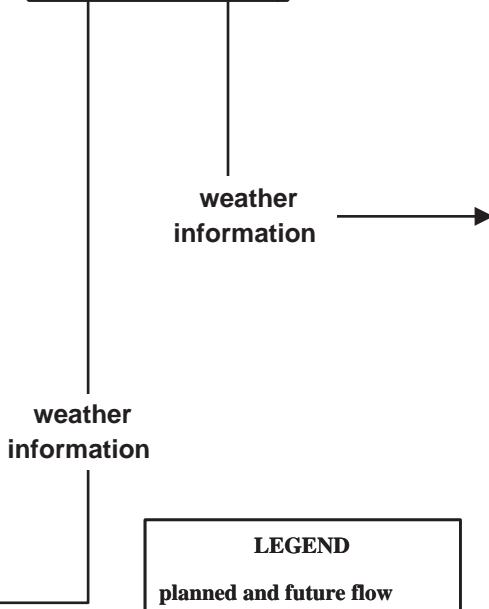 weather
information
weather
information
LEGEND
planned and future flow